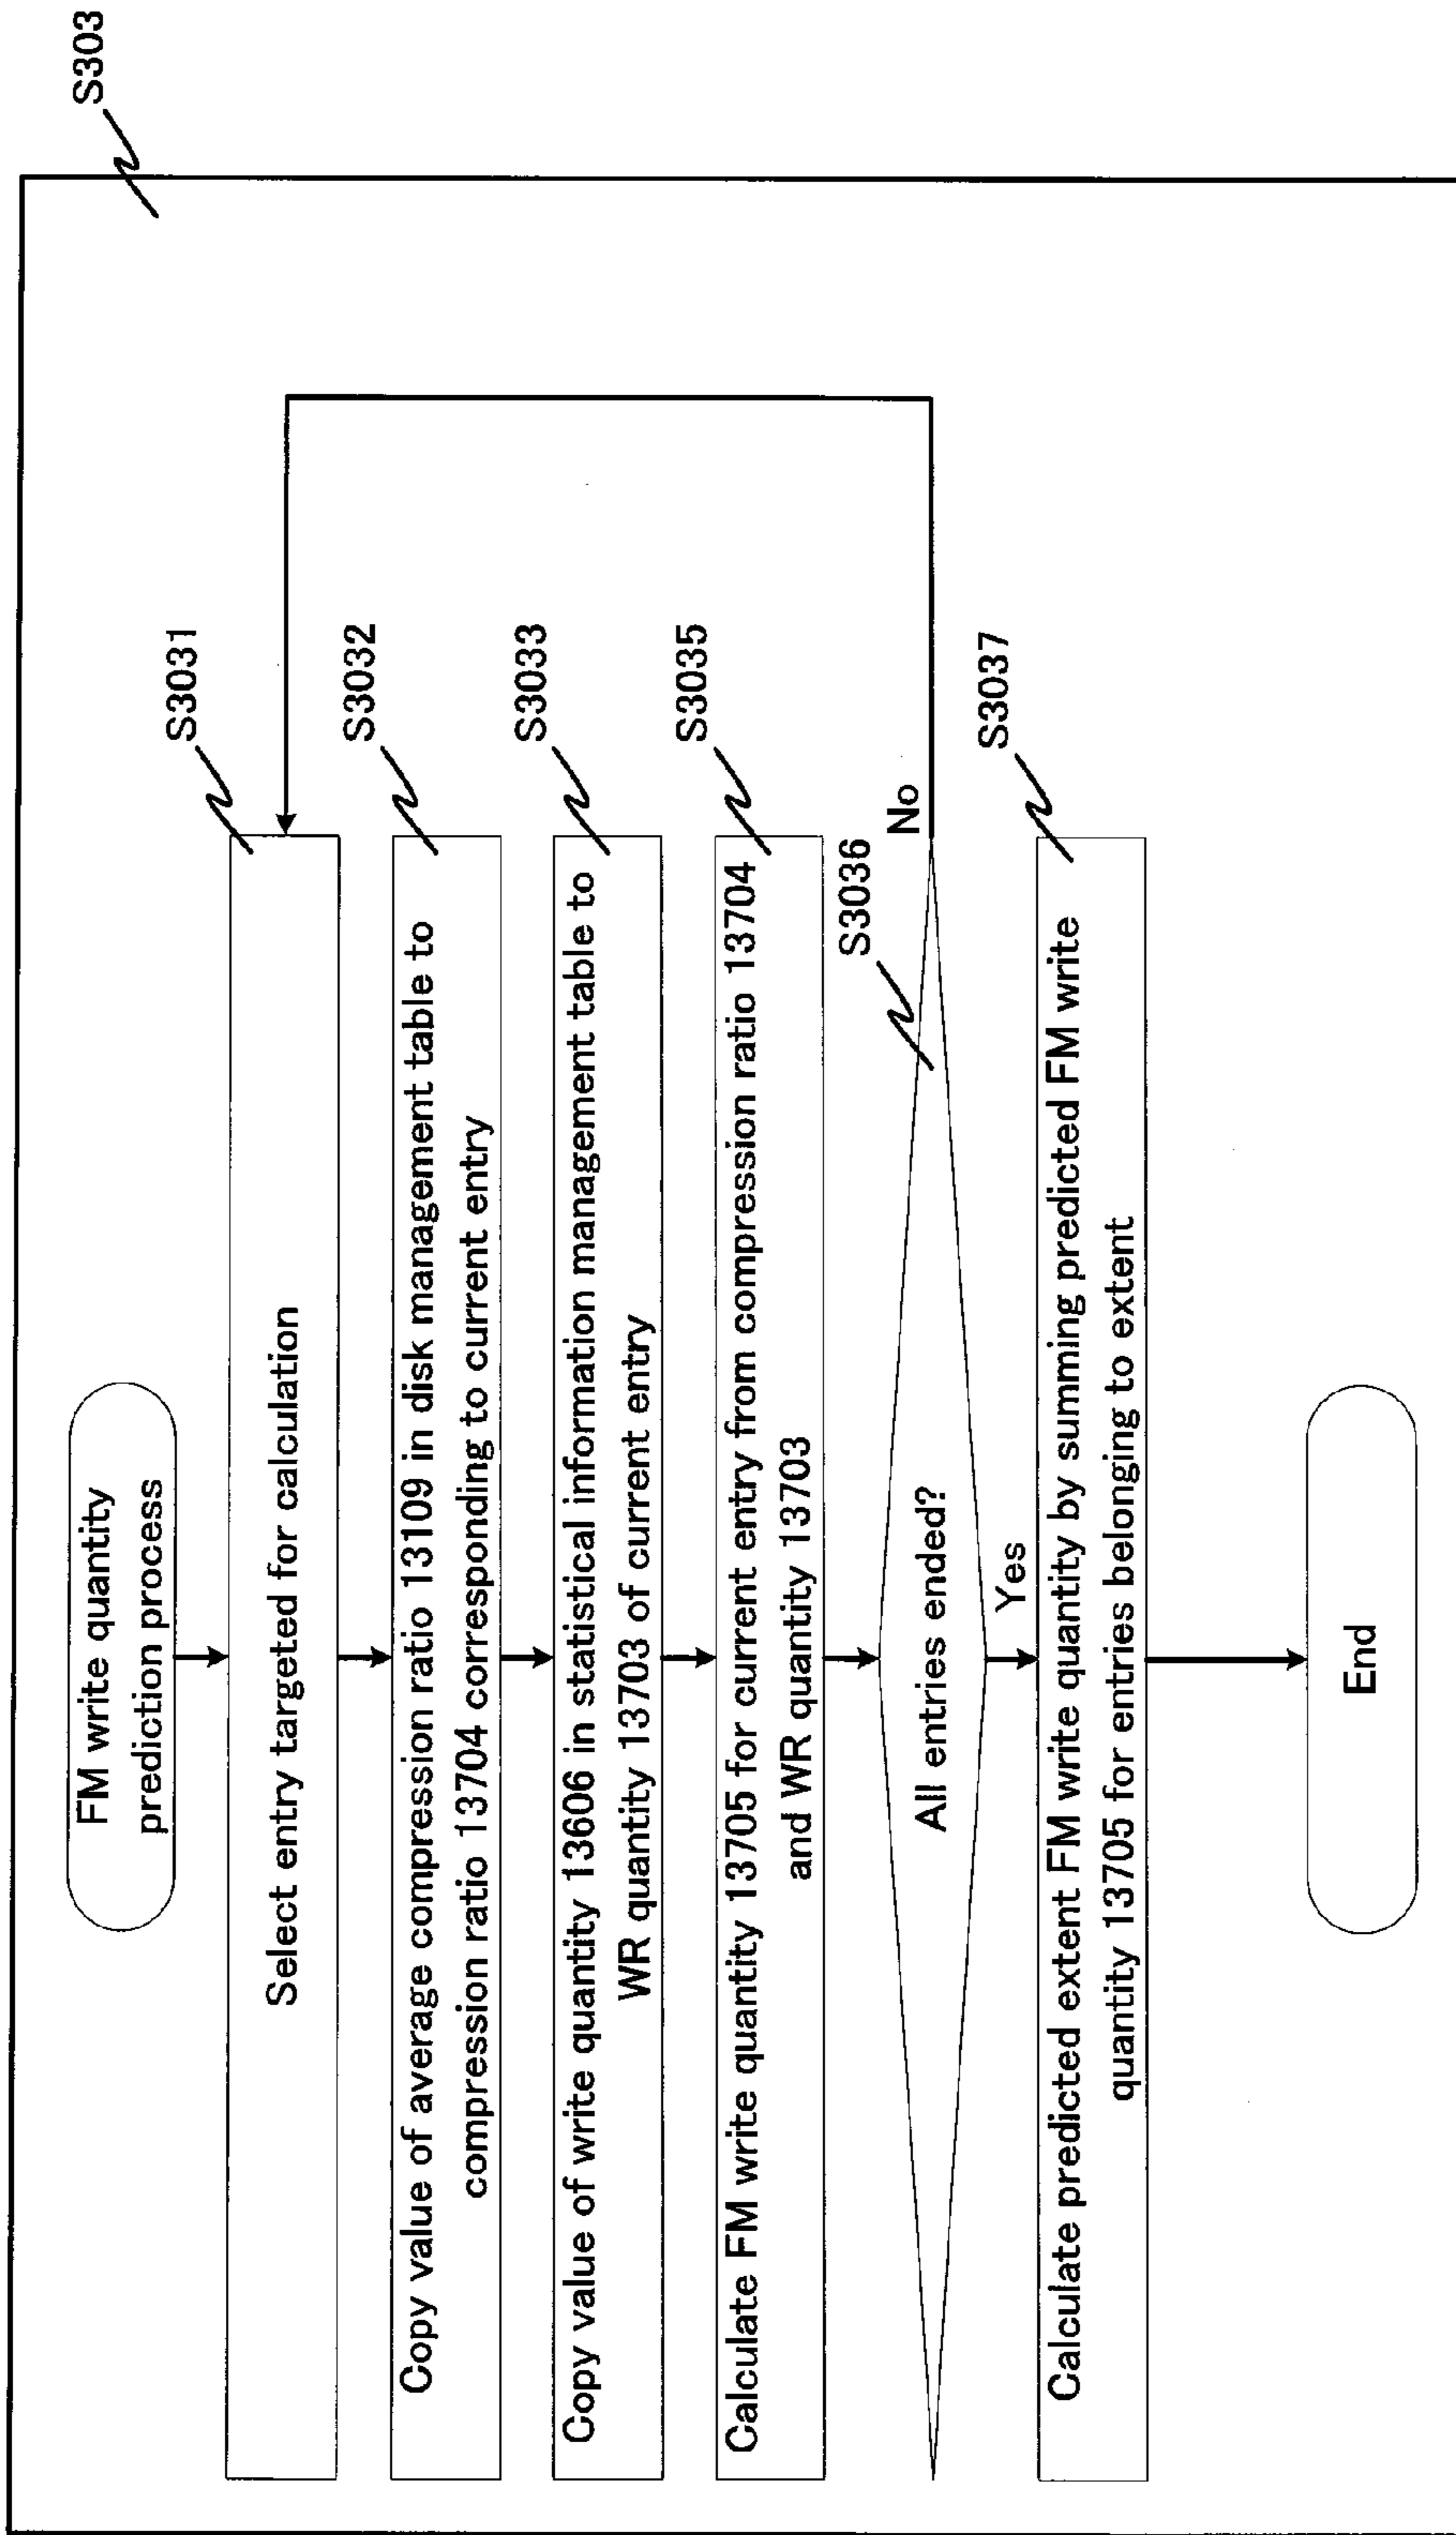 S303
FM write quantity
prediction process
S3031
Select entry targeted for calculation
S3032
Copy value of average compression ratio 13109 in disk management table to
compression ratio 13704 corresponding to current entry
S3033
Copy value of write quantity 13606 in statistical information management table to
WR quantity 13703 of current entry
S3035
Calculate FM write quantity 13705 for current entry from compression ratio 13704
and WR quantity 13703
S3036
All entries ended?
No
Yes
S3037
Calculate predicted extent FM write quantity by summing predicted FM write
quantity 13705 for entries belonging to extent
End